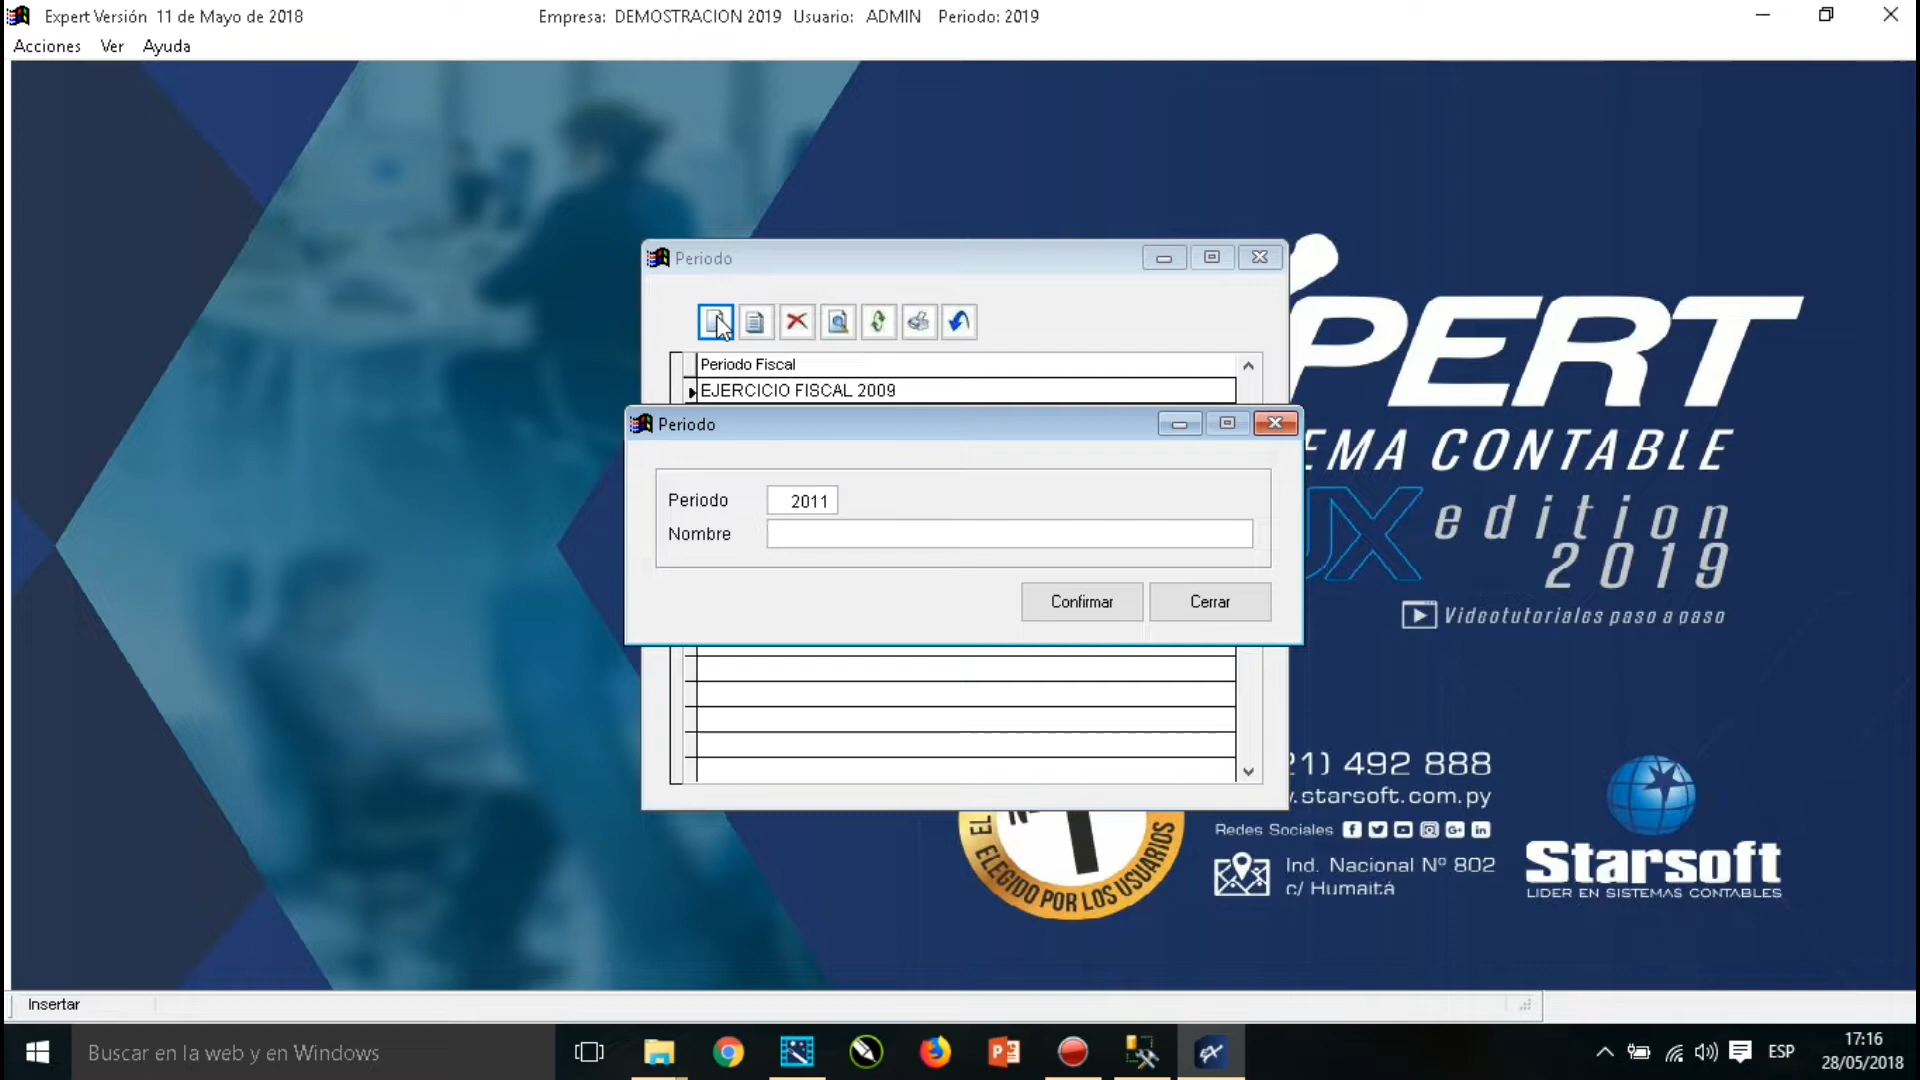 Expert Versión 11 de Mayo de 2018 Empresa: DEMOSTRACION 2019 Usuario: ADMIN Periodo: 2019
Acciones Ver Ayuda
Periodo
Periodo Fiscal
EJERCICIO FISCAL 2009
Periodo
Periodo 2011
Nombre
Confirmar Cerrar
PERT
EMA CONTABLE
UX edition
2019
Videotutoriales paso a paso
21) 492 888
.starsoft.com.py
Redes Sociales
Ind. Nacional Nº 802
c/ Humaitá
Starsoft
LIDER EN SISTEMAS CONTABLES
ELEGIDO POR LOS USUARIOS
Insertar
Buscar en la web y en Windows
ESP
17:16
28/05/2018